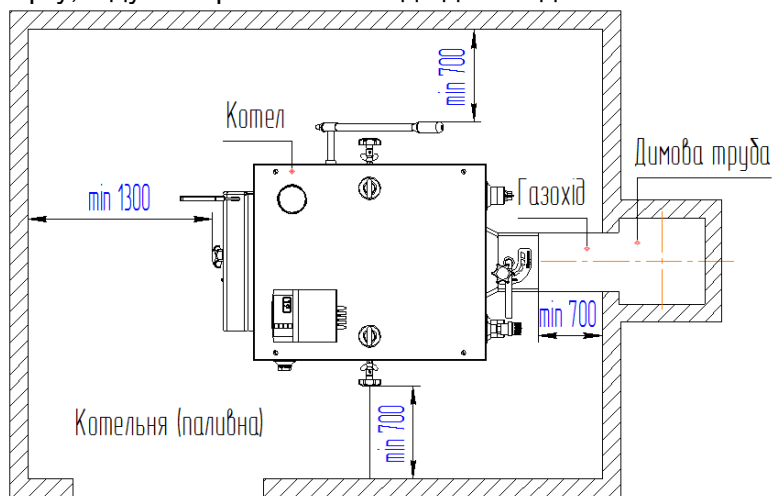 min 700
Котел
Димова труба
Газохід
min 1300
min 700
min 700
Котельня (паливна)